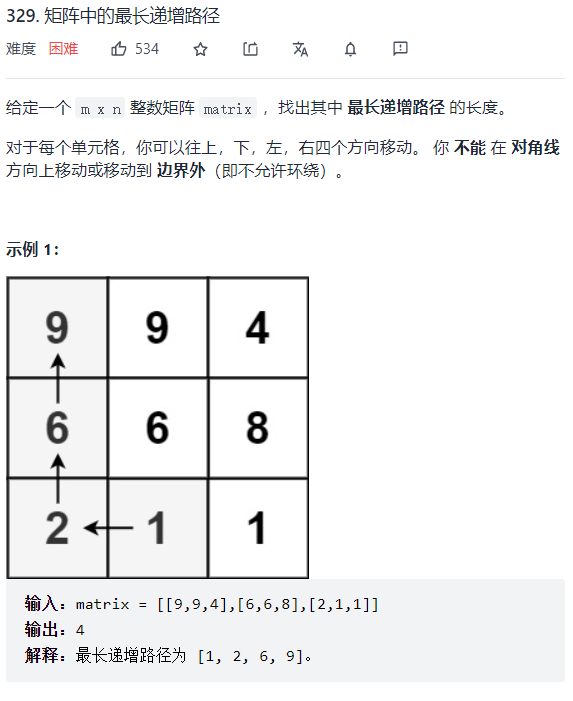 329. 矩阵中的最长递增路径
难度 困难 534
给定一个 m x n 整数矩阵 matrix ，找出其中 最长递增路径 的长度。
对于每个单元格，你可以往上，下，左，右四个方向移动。 你 不能 在 对角线
方向上移动或移动到 边界外（即不允许环绕）。
示例 1：
9 9 4
6 6 8
2 1 1
输入：matrix = [[9,9,4],[6,6,8],[2,1,1]]
输出：4
解释：最长递增路径为 [1, 2, 6, 9]。